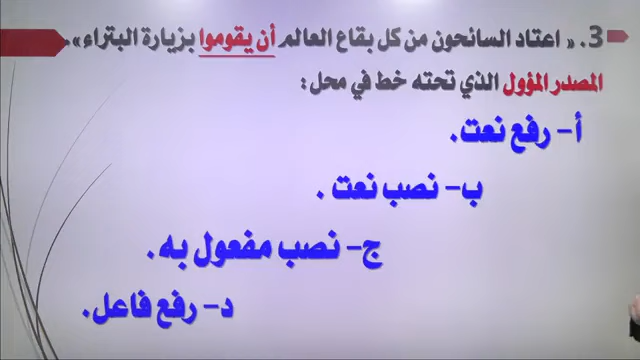 3. « اعتاد السائحون من كل بقاع العالم أن يقوموا بزيارة البتراء».
المصدر المؤول الذي تحته خط في محل :
أ- رفع نعت.
ب- نصب نعت .
ج- نصب مفعول به.
د- رفع فاعل.